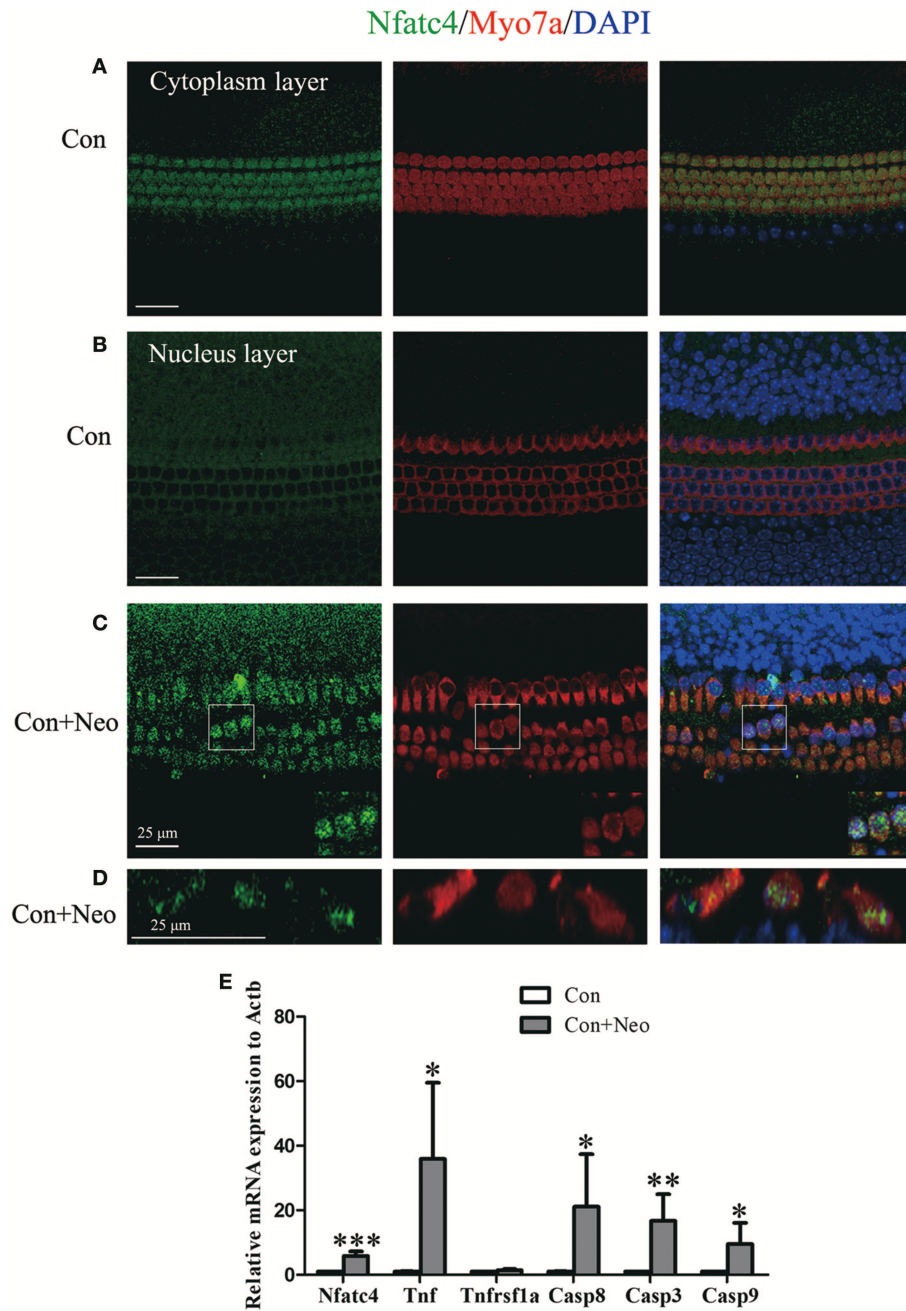 Nfatc4/Myo7a/DAPI
A
Cytoplasm layer
Con
B
Nucleus layer
Con
C
Con+Neo
25 μm
D
Con+Neo
25 μm
E
Con
Con+Neo
Relative mRNA expression to Actb
80
60
40
20
0
*** * * ** *
Nfatc4 Tnf Tnfrsf1a Casp8 Casp3 Casp9